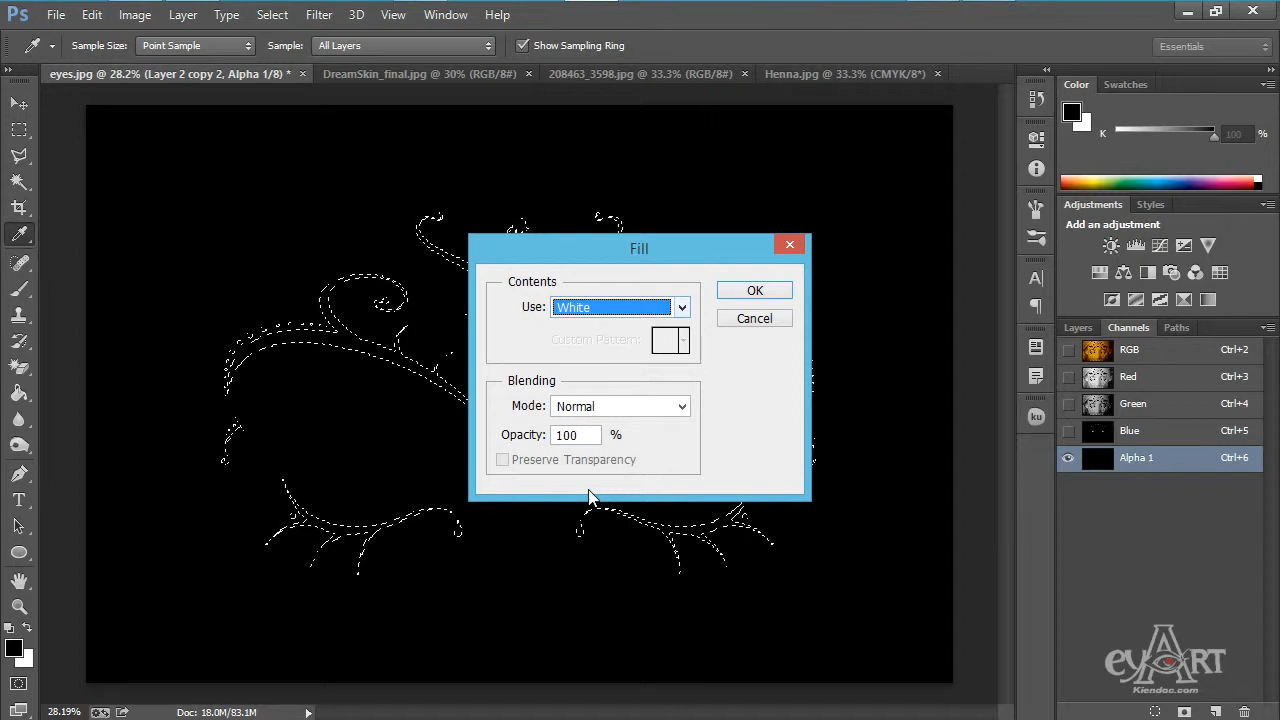 Ps File Edit Image Layer Type Select Filter 3D View Window Help
Sample Size: Point Sample Sample: All Layers Show Sampling Ring Essentials
eyes.jpg @ 28.2% (Layer 2 copy 2, Alpha 1/8) * DreamSkin_final.jpg @ 30% (RGB/8#) 208463_3598.jpg @ 33.3% (RGB/8#) Henna.jpg @ 33.3% (CMYK/8*)
Color Swatches
K 100 %
Adjustments Styles
Add an adjustment
Fill
Contents
Use: White
Custom Pattern:
OK
Cancel
Blending
Mode: Normal
Opacity: 100 %
Preserve Transparency
Layers Channels Paths
RGB Ctrl+2
Red Ctrl+3
Green Ctrl+4
Blue Ctrl+5
Alpha 1 Ctrl+6
ku
eyART
Kiendoc.com
28.19% Doc: 18.0M/83.1M